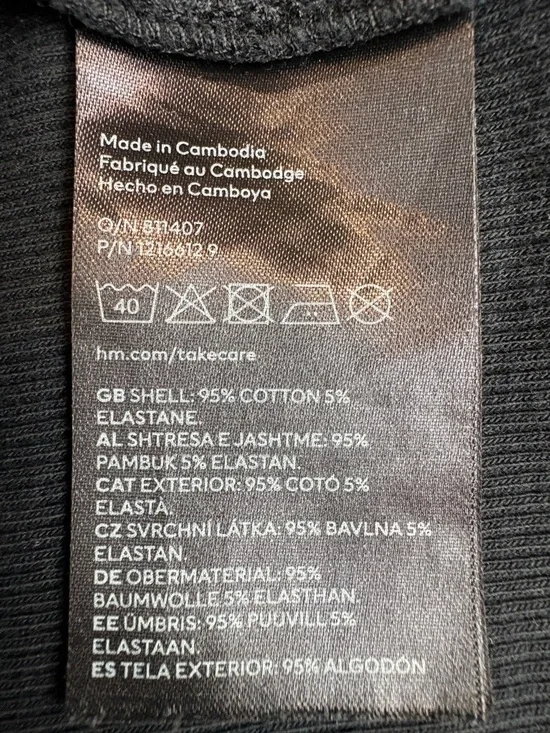 Made in Cambodia
Fabriqué au Cambodge
Hecho en Camboya
O/N 811407
P/N 1216612.9
40
hm.com/takecare
GB SHELL: 95% COTTON 5%
ELASTANE.
AL SHTRESA E JASHTME: 95%
PAMBUK 5% ELASTAN.
CAT EXTERIOR: 95% COTÓ 5%
ELASTÀ.
CZ SVRCHNÍ LÁTKA: 95% BAVLNA 5%
ELASTAN.
DE OBERMATERIAL: 95%
BAUMWOLLE 5% ELASTHAN.
EE ÜMBRIS: 95% PUUVILL 5%
ELASTAAN.
ES TELA EXTERIOR: 95% ALGODÓN